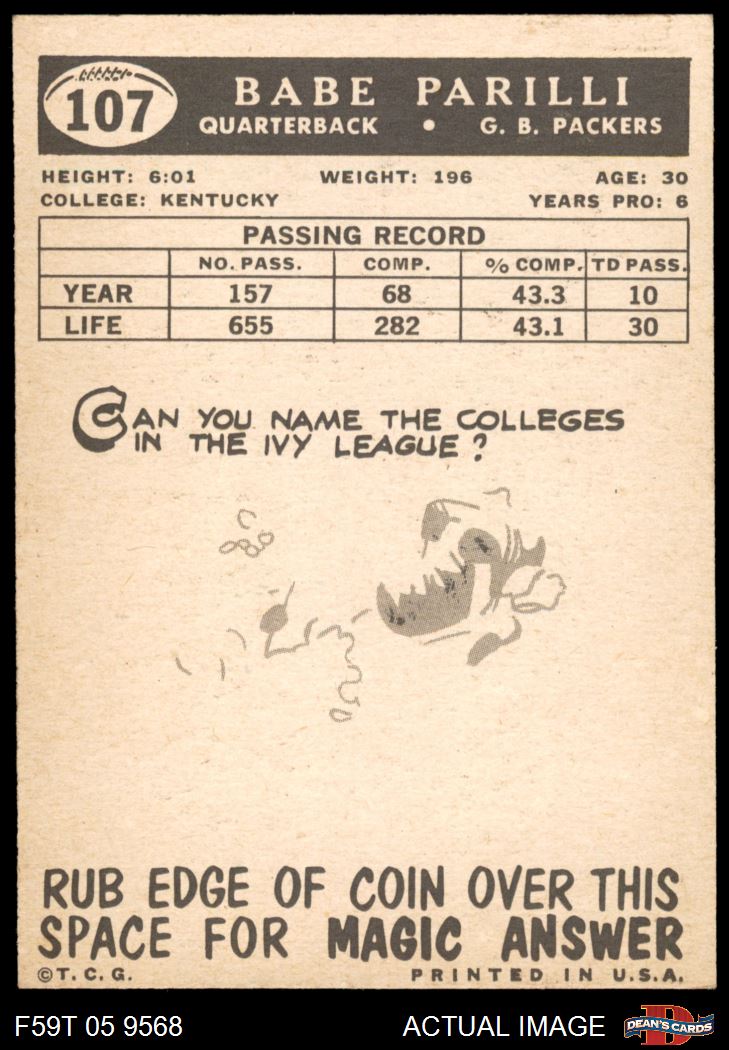 107
BABE PARILLI
QUARTERBACK • G. B. PACKERS
HEIGHT: 6:01 WEIGHT: 196 AGE: 30
COLLEGE: KENTUCKY YEARS PRO: 6
PASSING RECORD
NO. PASS. COMP. % COMP. TD PASS.
YEAR 157 68 43.3 10
LIFE 655 282 43.1 30
CAN YOU NAME THE COLLEGES
IN THE IVY LEAGUE?
RUB EDGE OF COIN OVER THIS
SPACE FOR MAGIC ANSWER
©T. C. G. PRINTED IN U.S.A.
F59T 05 9568 ACTUAL IMAGE D DEAN'S CARDS